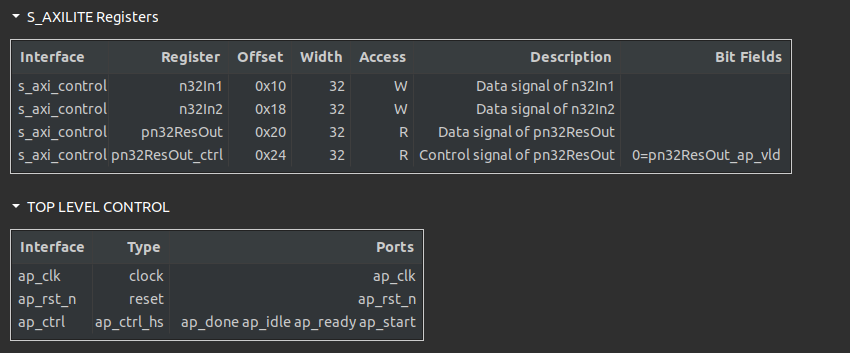 S_AXILITE Registers
Interface Register Offset Width Access Description Bit Fields
s_axi_control n32In1 0x10 32 W Data signal of n32In1
s_axi_control n32In2 0x18 32 W Data signal of n32In2
s_axi_control pn32ResOut 0x20 32 R Data signal of pn32ResOut
s_axi_control pn32ResOut_ctrl 0x24 32 R Control signal of pn32ResOut 0=pn32ResOut_ap_vld
TOP LEVEL CONTROL
Interface Type Ports
ap_clk clock ap_clk
ap_rst_n reset ap_rst_n
ap_ctrl ap_ctrl_hs ap_done ap_idle ap_ready ap_start